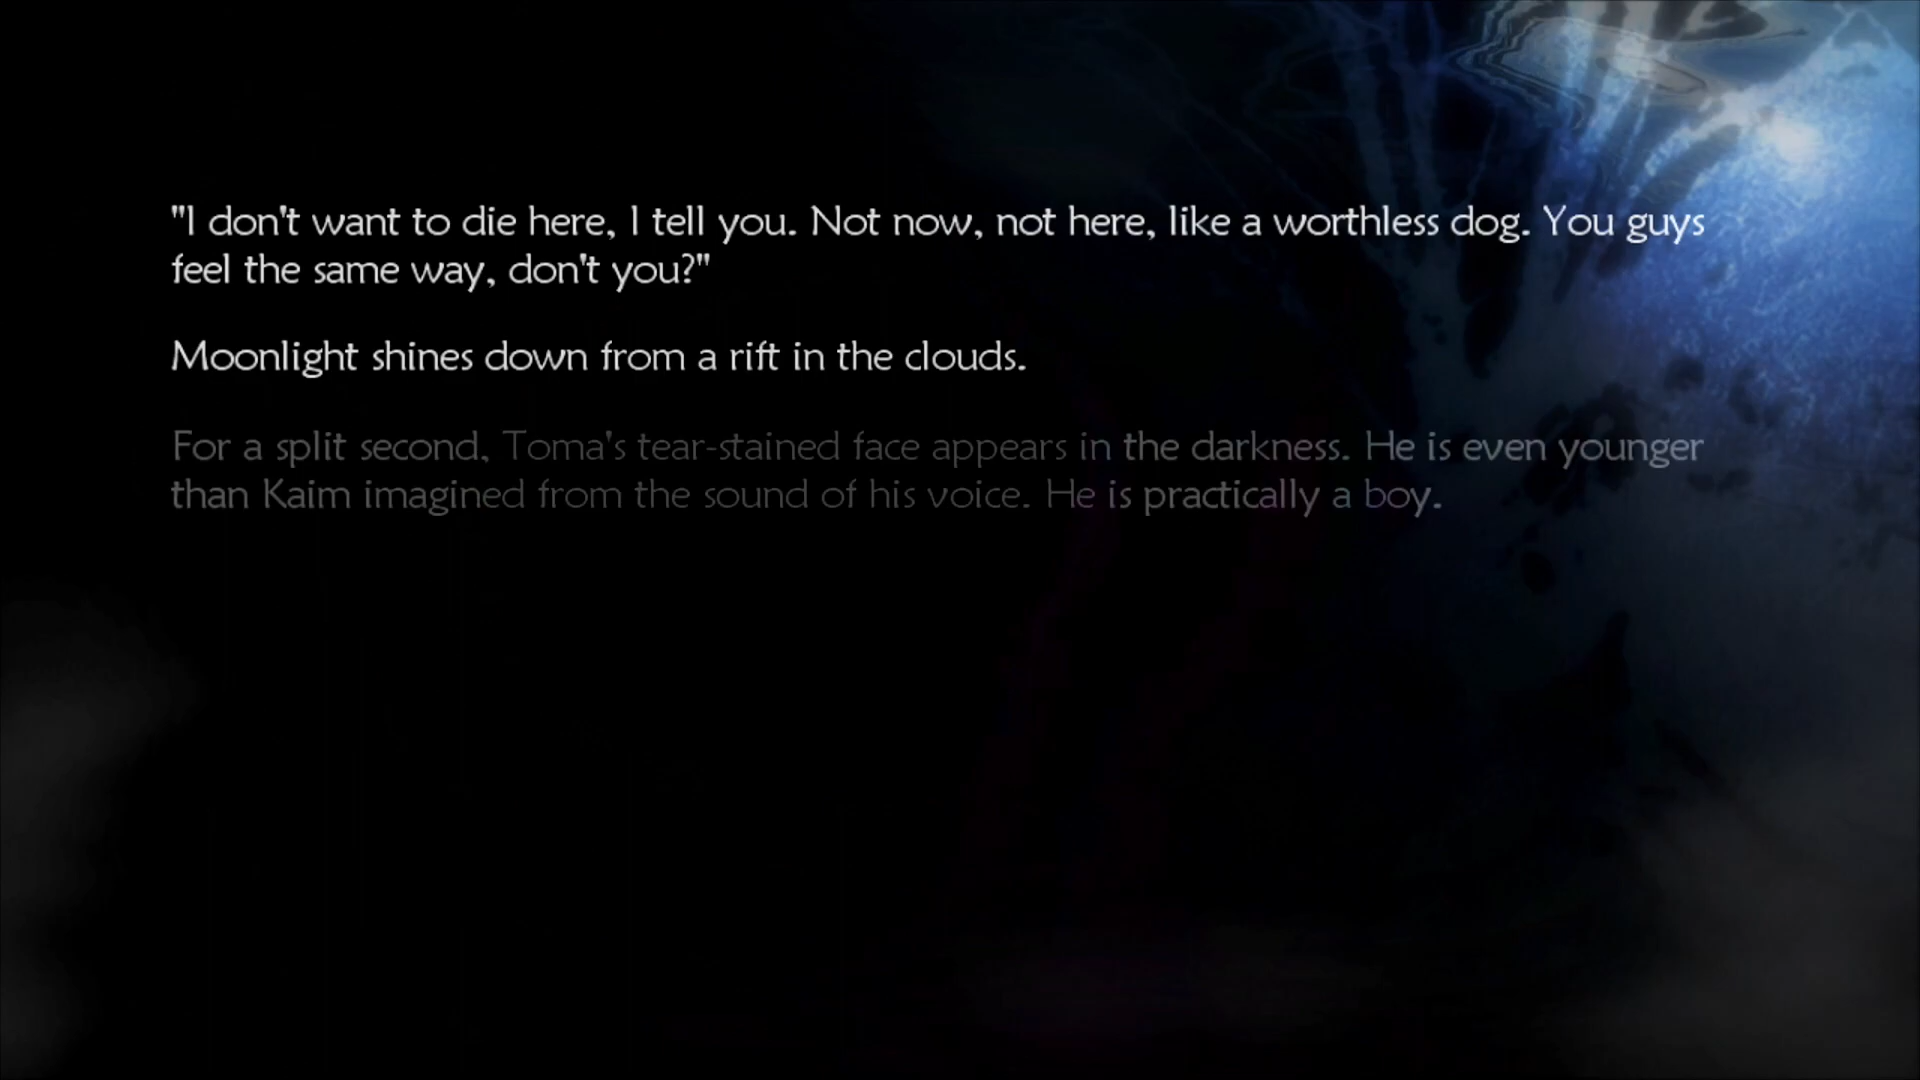 "I don't want to die here, I tell you. Not now, not here, like a worthless dog. You guys
feel the same way, don't you?"
Moonlight shines down from a rift in the clouds.
For a split second, Toma's tear-stained face appears in the darkness. He is even younger
than Kaim imagined from the sound of his voice. He is practically a boy.